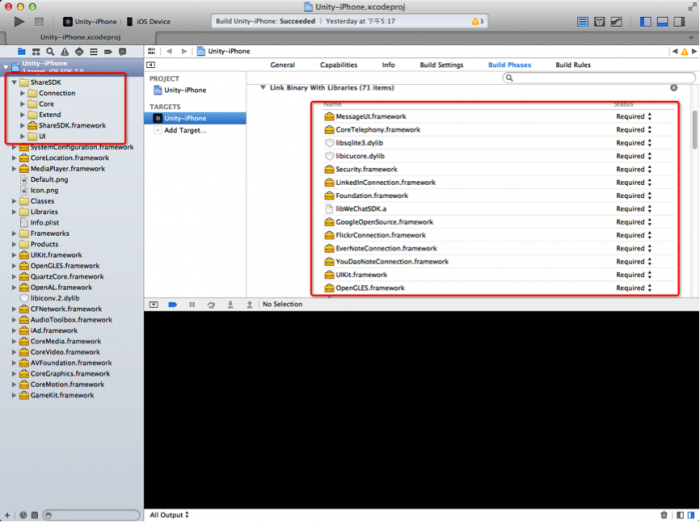 Unity-iPhone.xcodeproj
Unity-iPhone
iOS Device
Build Unity-iPhone: Succeeded
Yesterday at 下午5:17
3
Unity-iPhone.xcodeproj
Unity-iPhone
Unity-iPhone
General
Capabilities
Info
Build Settings
Build Phases
Build Rules
ShareSDK
Connection
Core
Extend
ShareSDK.framework
UI
SystemConfiguration.framework
CoreLocation.framework
MediaPlayer.framework
Default.png
Icon.png
Classes
Libraries
Info.plist
Frameworks
Products
UIKit.framework
OpenGLES.framework
QuartzCore.framework
OpenAL.framework
libiconv.2.dylib
CFNetwork.framework
AudioToolbox.framework
iAd.framework
CoreMedia.framework
CoreVideo.framework
AVFoundation.framework
CoreGraphics.framework
CoreMotion.framework
GameKit.framework
PROJECT
Unity-iPhone
TARGETS
Unity-iPhone
Add Target...
Link Binary With Libraries (71 items)
Name Status
MessageUI.framework Required
CoreTelephony.framework Required
libsqlite3.dylib Required
libicucore.dylib Required
Security.framework Required
LinkedInConnection.framework Required
Foundation.framework Required
libWeChatSDK.a Required
GoogleOpenSource.framework Required
FlickrConnection.framework Required
EverNoteConnection.framework Required
YouDaoNoteConnection.framework Required
UIKit.framework Required
OpenGLES.framework Required
No Selection
All Output